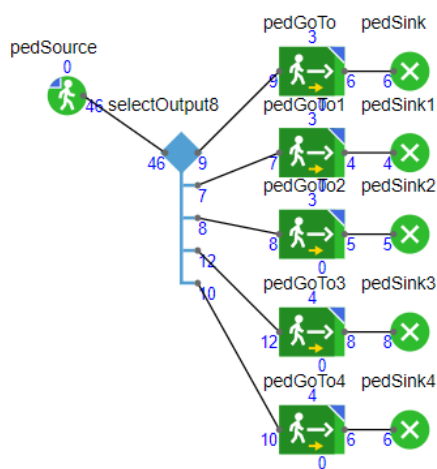 pedGoTo pedSink
3
pedSource
0
9 6 6
46 selectOutput8
0
pedGoTo1 pedSink1
3
46 9
7 4 4
7
0
pedGoTo2 pedSink2
3
8
8 5 5
12
0
pedGoTo3 pedSink3
4
10
12 8 8
0
pedGoTo4 pedSink4
4
10 6 6
0